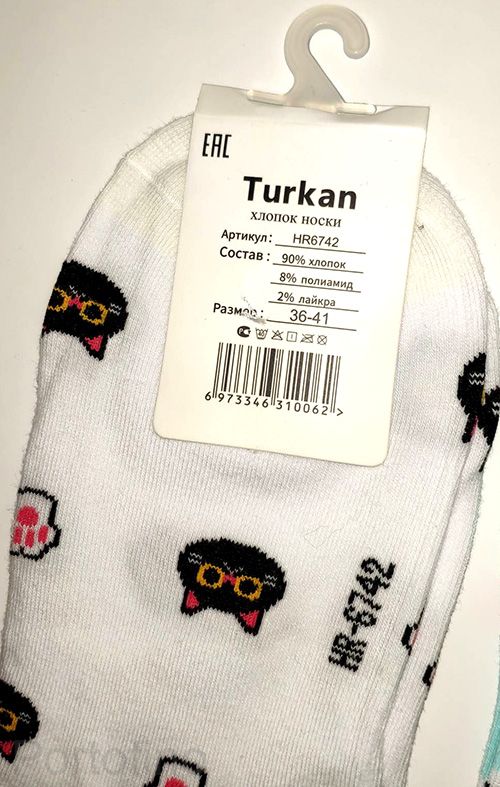 EAC
Turkan
хлопок носки
Артикул: HR6742
Состав: 90% хлопок
8% полиамид
2% лайкра
Размер: 36-41
6 973346 310062 >
HR-6742